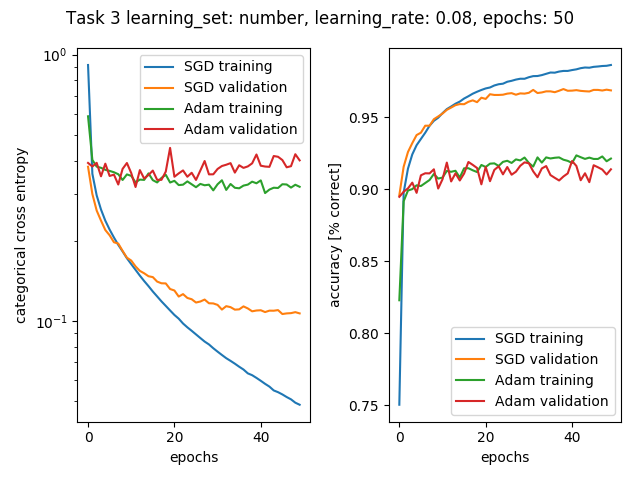 Task 3 learning_set: number, learning_rate: 0.08, epochs: 50
categorical cross entropy
10⁰
10⁻¹
SGD training
SGD validation
Adam training
Adam validation
0
20
40
epochs
accuracy [% correct]
0.95
0.90
0.85
0.80
0.75
SGD training
SGD validation
Adam training
Adam validation
0
20
40
epochs